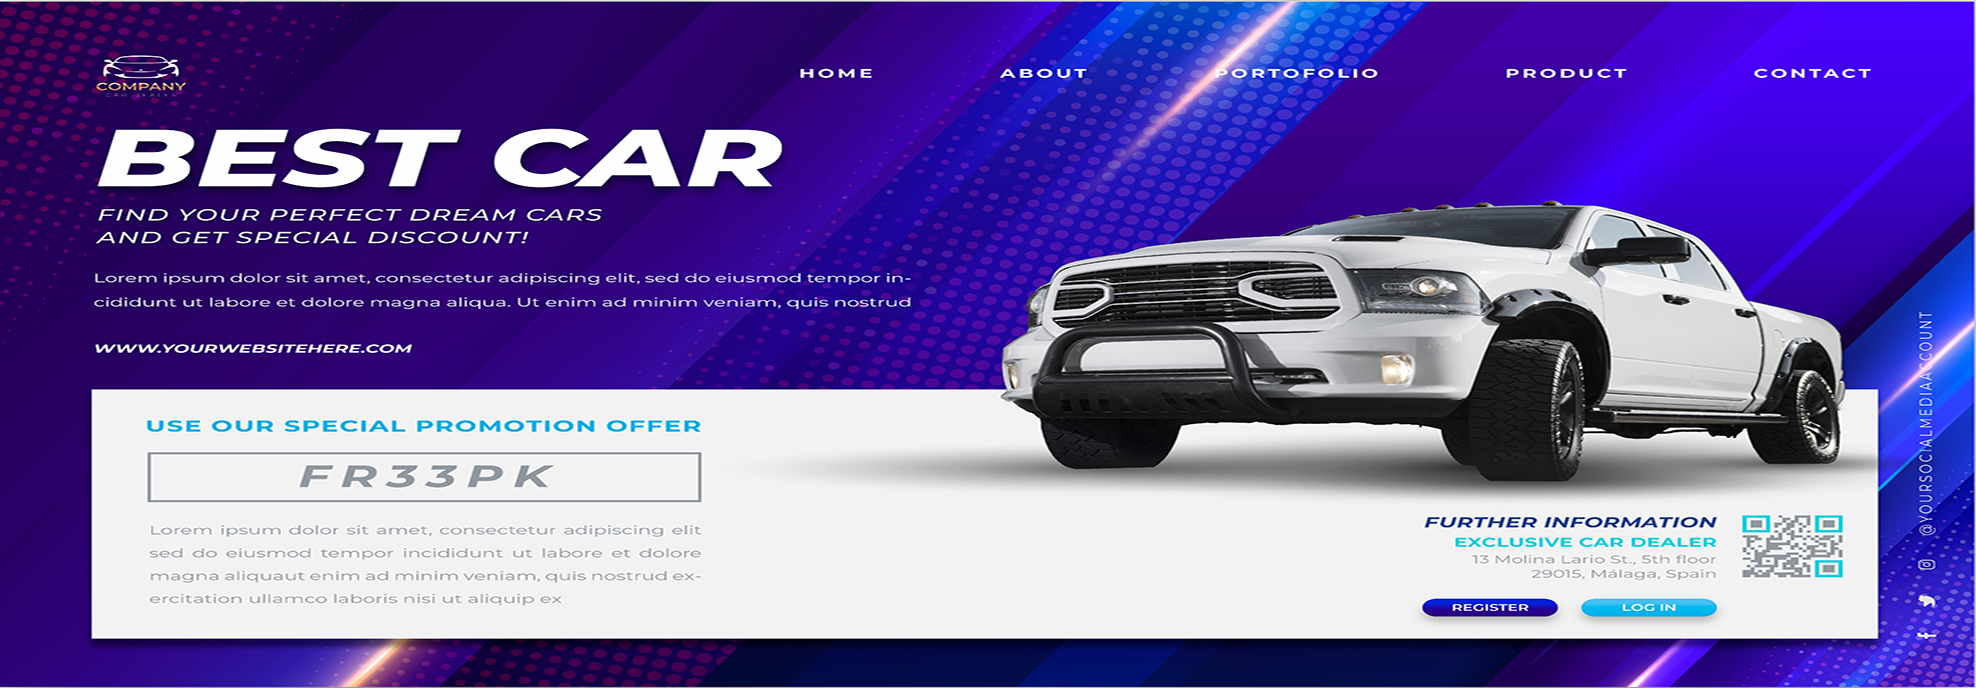 COMPANY
HOME
ABOUT
PORTOFOLIO
PRODUCT
CONTACT
BEST CAR
FIND YOUR PERFECT DREAM CARS
AND GET SPECIAL DISCOUNT!
Lorem ipsum dolor sit amet, consectetur adipiscing elit, sed do eiusmod tempor in-
cididunt ut labore et dolore magna aliqua. Ut enim ad minim veniam, quis nostrud
WWW.YOURWEBSITEHERE.COM
USE OUR SPECIAL PROMOTION OFFER
FR33PK
Lorem ipsum dolor sit amet, consectetur adipiscing elit
sed do eiusmod tempor incididunt ut labore et dolore
magna aliquaut enim ad minim veniam, quis nostrud ex-
ercitation ullamco laboris nisi ut aliquip ex
FURTHER INFORMATION
EXCLUSIVE CAR DEALER
13 Molina Lario St., 5th floor
29015, Málaga, Spain
REGISTER
LOG IN
@YOURSOCIALMEDIAACCOUNT